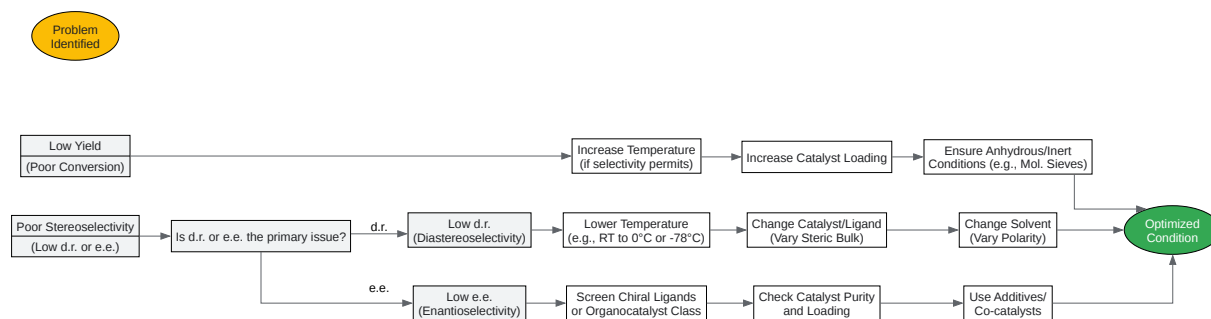 Problem
Identified
Low Yield
(Poor Conversion)
Increase Temperature
(if selectivity permits)
Increase Catalyst Loading
Ensure Anhydrous/Inert
Conditions (e.g., Mol. Sieves)
Poor Stereoselectivity
(Low d.r. or e.e.)
Is d.r. or e.e. the primary issue?
d.r.
Low d.r.
(Diastereoselectivity)
Lower Temperature
(e.g., RT to 0°C or -78°C)
Change Catalyst/Ligand
(Vary Steric Bulk)
Change Solvent
(Vary Polarity)
Optimized
Condition
e.e.
Low e.e.
(Enantioselectivity)
Screen Chiral Ligands
or Organocatalyst Class
Check Catalyst Purity
and Loading
Use Additives/
Co-catalysts